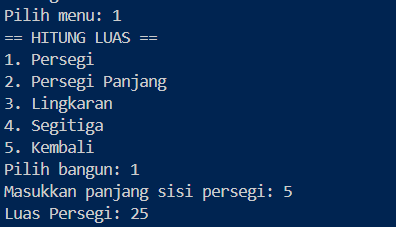 Pilih menu: 1
== HITUNG LUAS ==
1. Persegi
2. Persegi Panjang
3. Lingkaran
4. Segitiga
5. Kembali
Pilih bangun: 1
Masukkan panjang sisi persegi: 5
Luas Persegi: 25